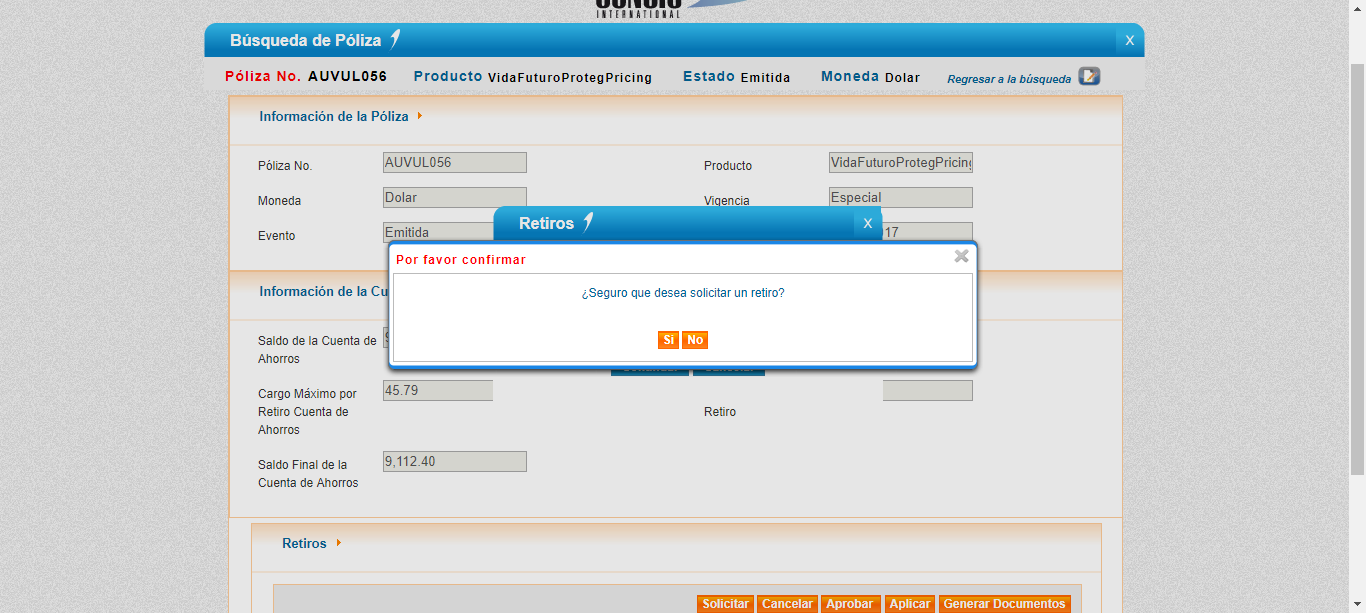 INTERNATIONAL
Búsqueda de Póliza X
Póliza No. AUVUL056 Producto VidaFuturoProtegPricing Estado Emitida Moneda Dolar Regresar a la búsqueda
Información de la Póliza
Póliza No. AUVUL056 Producto VidaFuturoProtegPricing
Moneda Dolar Vigencia Especial
Evento Emitida 17
Retiros X
Por favor confirmar
¿Seguro que desea solicitar un retiro?
Si No
Información de la Cu
Saldo de la Cuenta de
Ahorros
Cargo Máximo por
Retiro Cuenta de
Ahorros
45.79
Retiro
Saldo Final de la
Cuenta de Ahorros
9,112.40
Retiros
Solicitar Cancelar Aprobar Aplicar Generar Documentos